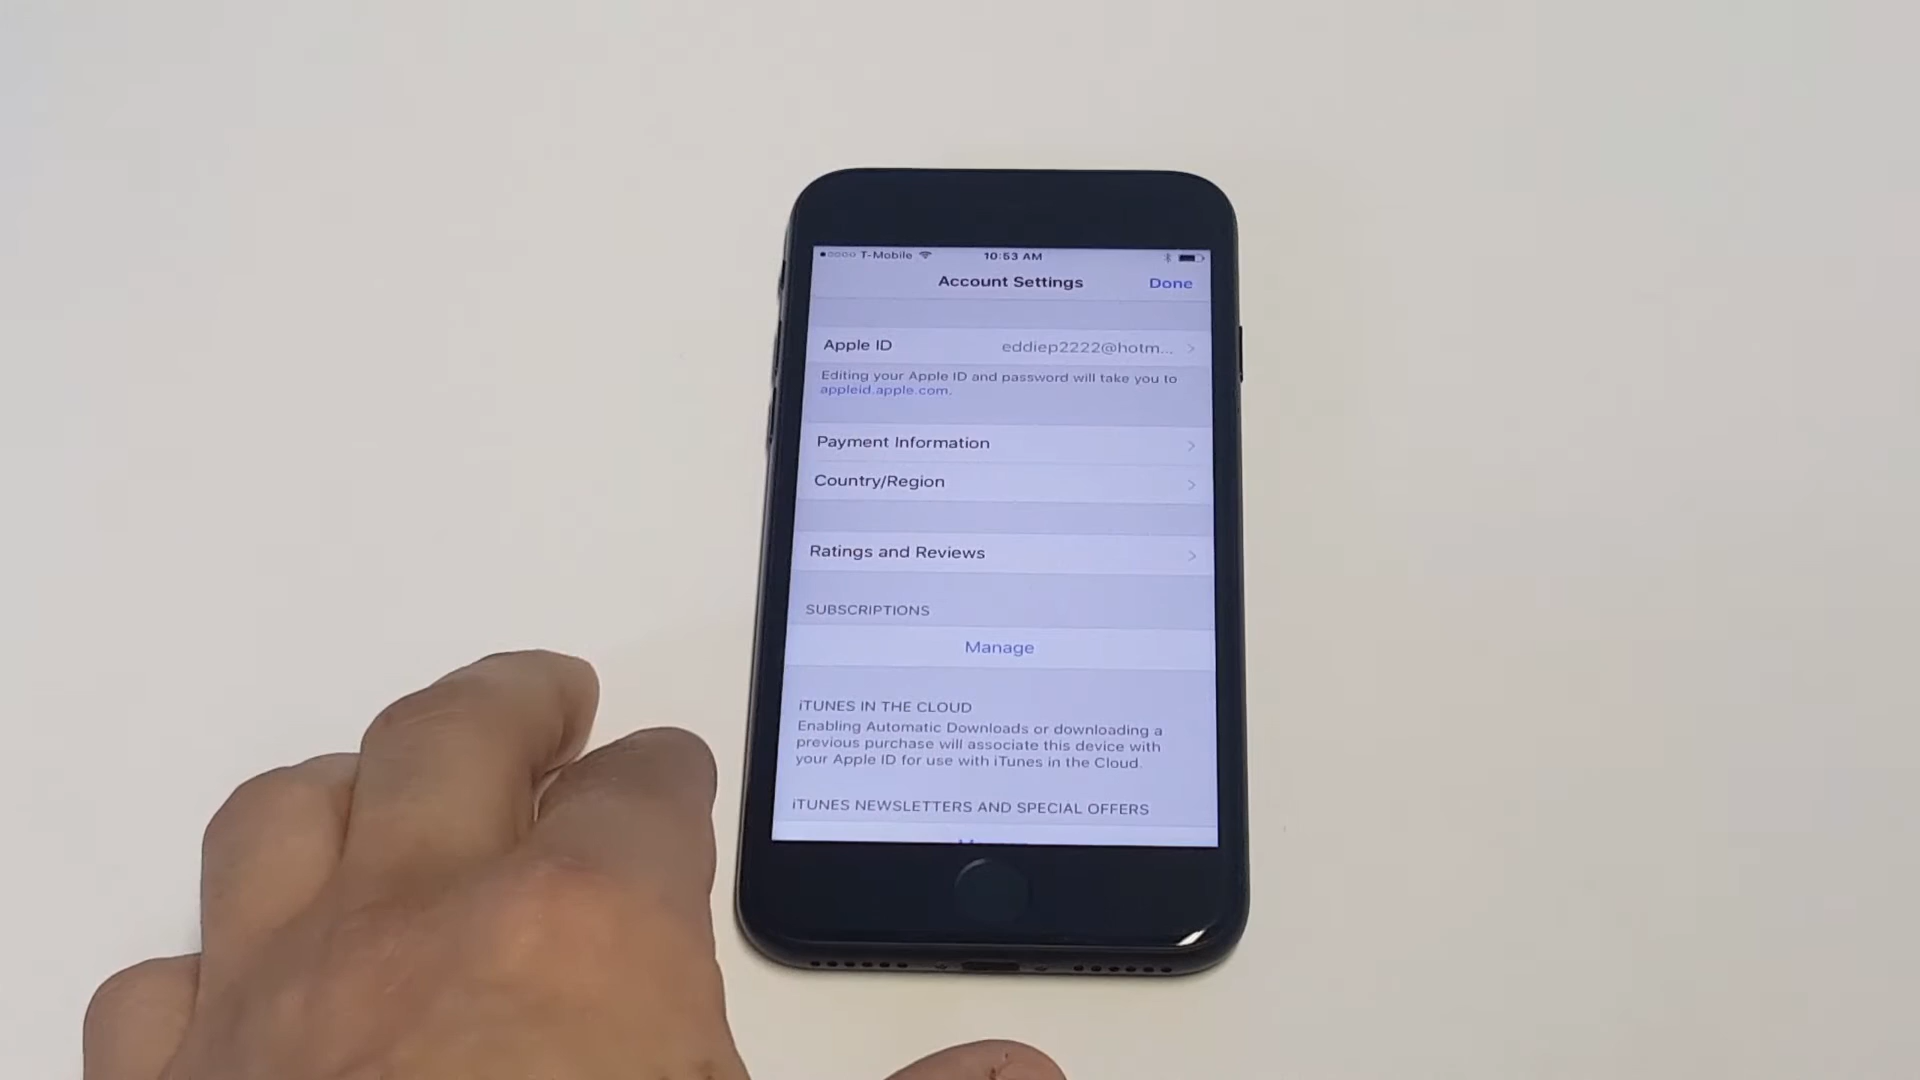 T-Mobile 10:53 AM
Account Settings Done
Apple ID eddiep2222@hotm...
Editing your Apple ID and password will take you to
appleid.apple.com.
Payment Information
Country/Region
Ratings and Reviews
SUBSCRIPTIONS
Manage
iTUNES IN THE CLOUD
Enabling Automatic Downloads or downloading a
previous purchase will associate this device with
your Apple ID for use with iTunes in the Cloud.
iTUNES NEWSLETTERS AND SPECIAL OFFERS